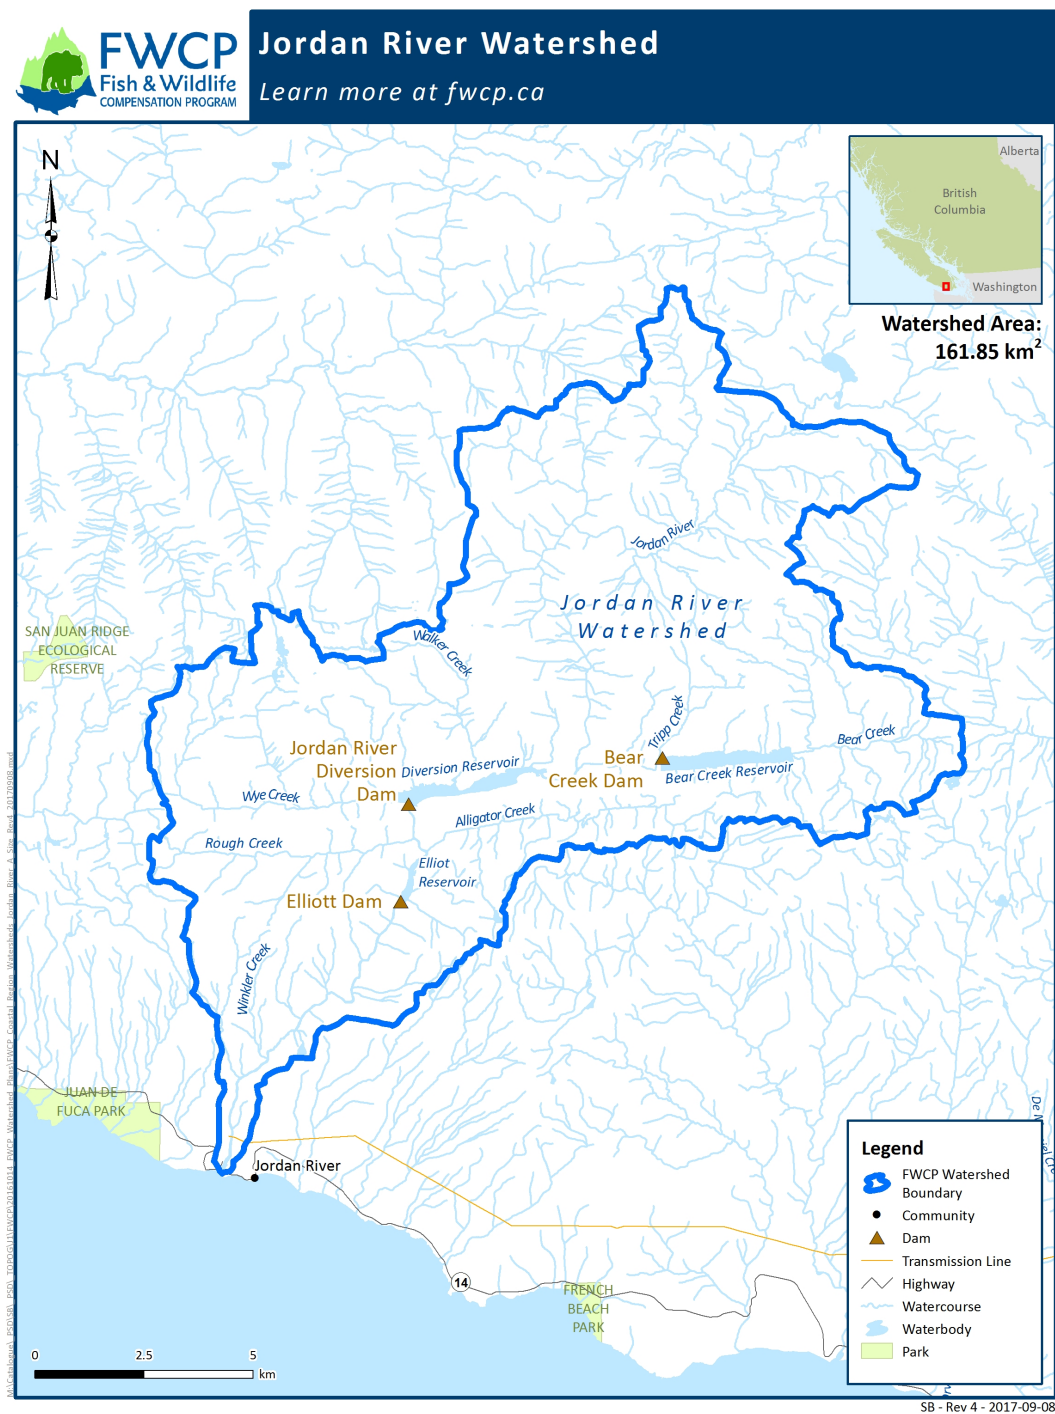 FWCP
Fish & Wildlife
COMPENSATION PROGRAM
Jordan River Watershed
Learn more at fwcp.ca
N
Alberta
British
Columbia
Washington
Watershed Area:
161.85 km2
Jordan River
Jordan River
Watershed
SAN JUAN RIDGE
ECOLOGICAL
RESERVE
Walker Creek
Tripp Creek
Bear Creek
Jordan River
Diversion
Dam
Diversion Reservoir
Bear
Creek Dam
Bear Creek Reservoir
Wye Creek
Alligator Creek
Rough Creek
Elliot
Reservoir
Elliott Dam
Winkler Creek
JUAN DE
FUCA PARK
Jordan River
14
FRENCH
BEACH
PARK
Legend
FWCP Watershed
Boundary
Community
Dam
Transmission Line
Highway
Watercourse
Waterbody
Park
0 2.5 5
km
SB - Rev 4 - 2017-09-08